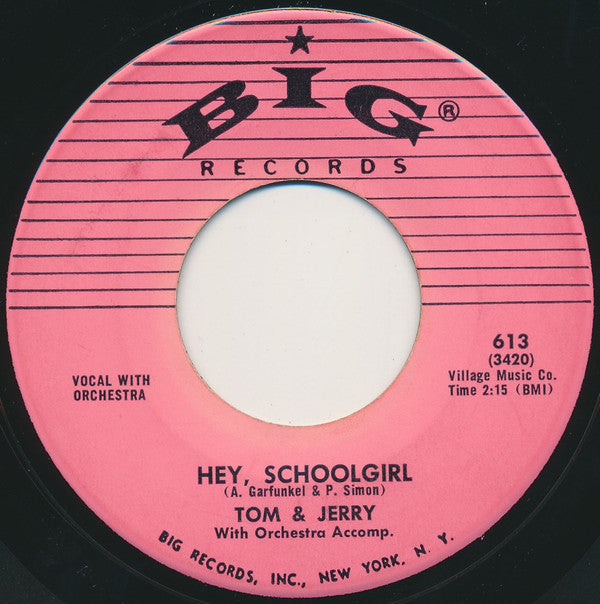 BIG®
RECORDS
VOCAL WITH
ORCHESTRA
613
(3420)
Village Music Co.
Time 2:15 (BMI)
HEY, SCHOOLGIRL
(A. Garfunkel & P. Simon)
TOM & JERRY
With Orchestra Accomp.
BIG RECORDS, INC., NEW YORK, N. Y.